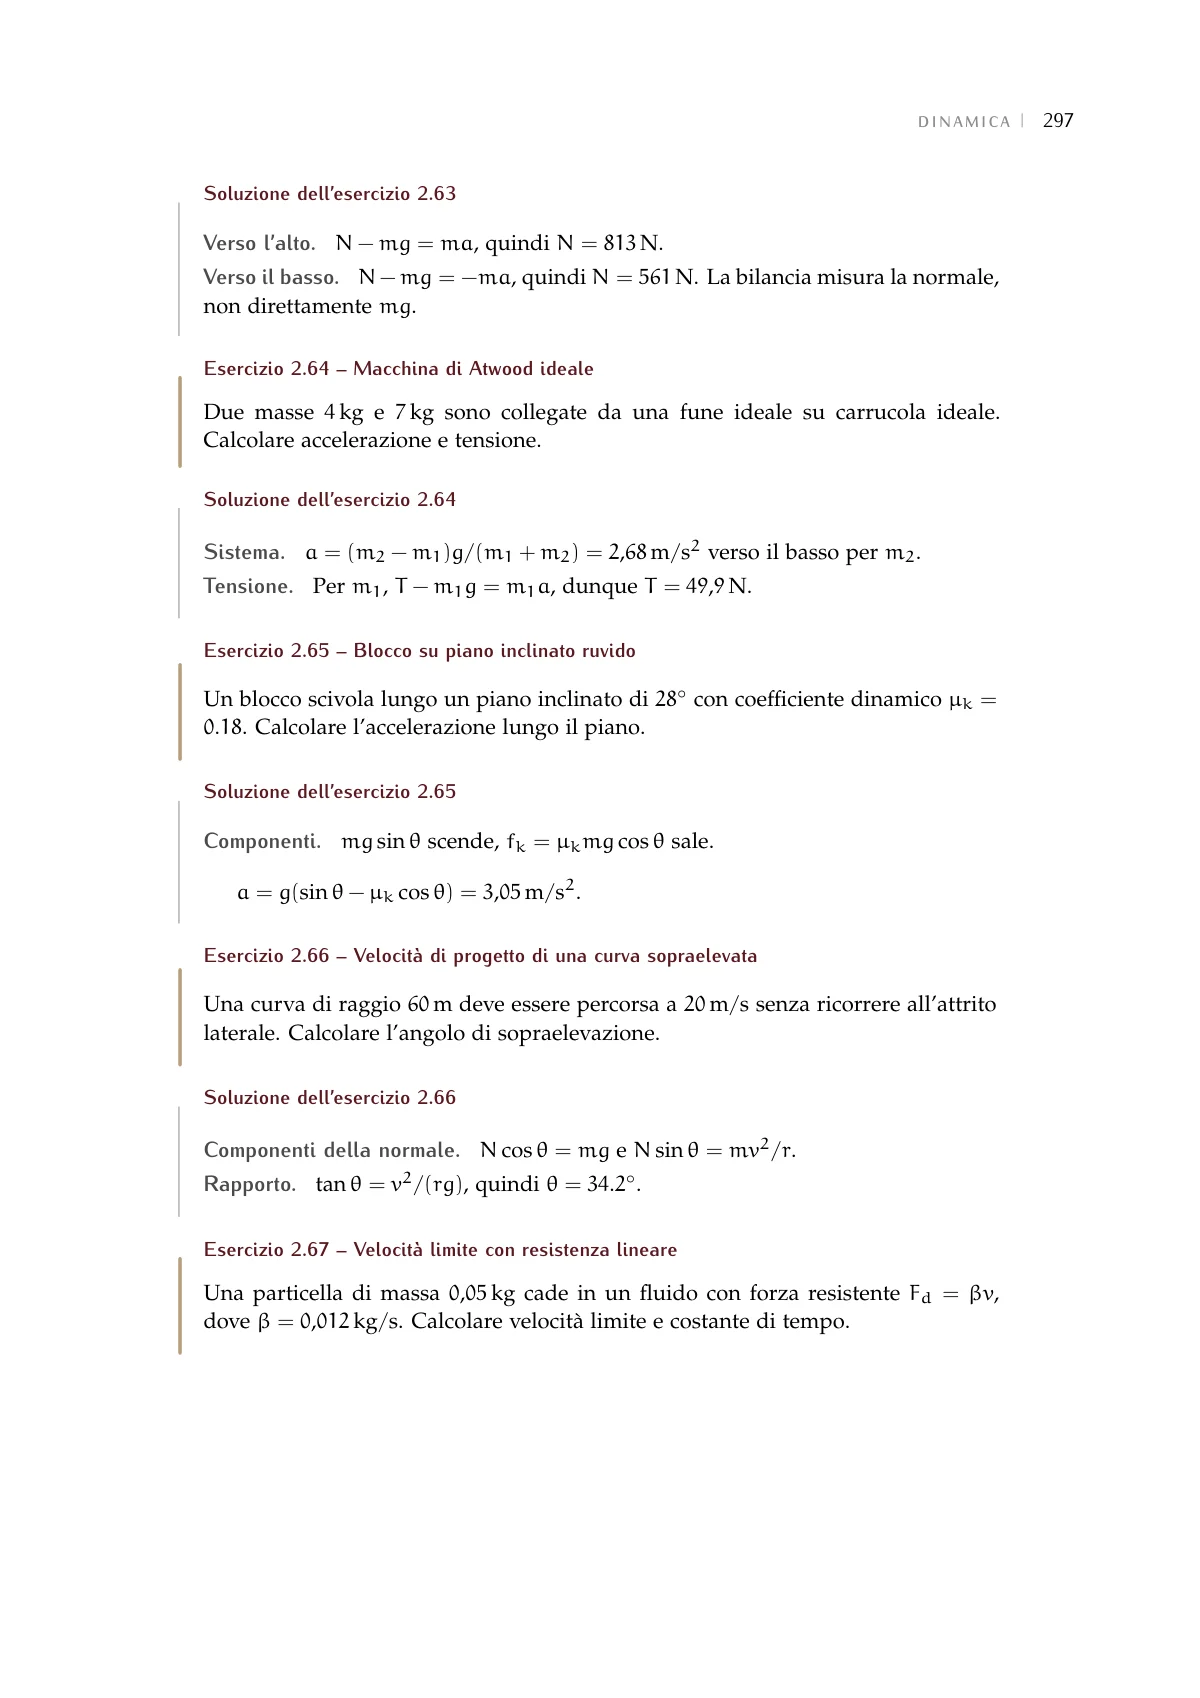 DINAMICA | 297
Soluzione dell'esercizio 2.63
Verso l'alto. N − mg = ma, quindi N = 813 N.
Verso il basso. N − mg = −ma, quindi N = 561 N. La bilancia misura la normale,
non direttamente mg.
Esercizio 2.64 – Macchina di Atwood ideale
Due masse 4 kg e 7 kg sono collegate da una fune ideale su carrucola ideale.
Calcolare accelerazione e tensione.
Soluzione dell'esercizio 2.64
Sistema. a = (m₂ − m₁)g/(m₁ + m₂) = 2,68 m/s² verso il basso per m₂.
Tensione. Per m₁, T − m₁g = m₁a, dunque T = 49,9 N.
Esercizio 2.65 – Blocco su piano inclinato ruvido
Un blocco scivola lungo un piano inclinato di 28° con coefficiente dinamico μₖ =
0.18. Calcolare l'accelerazione lungo il piano.
Soluzione dell'esercizio 2.65
Componenti. mg sin θ scende, fₖ = μₖmg cos θ sale.
a = g(sin θ − μₖ cos θ) = 3,05 m/s².
Esercizio 2.66 – Velocità di progetto di una curva sopraelevata
Una curva di raggio 60 m deve essere percorsa a 20 m/s senza ricorrere all'attrito
laterale. Calcolare l'angolo di sopraelevazione.
Soluzione dell'esercizio 2.66
Componenti della normale. N cos θ = mg e N sin θ = mv²/r.
Rapporto. tan θ = v²/(rg), quindi θ = 34.2°.
Esercizio 2.67 – Velocità limite con resistenza lineare
Una particella di massa 0,05 kg cade in un fluido con forza resistente F_d = βv,
dove β = 0,012 kg/s. Calcolare velocità limite e costante di tempo.